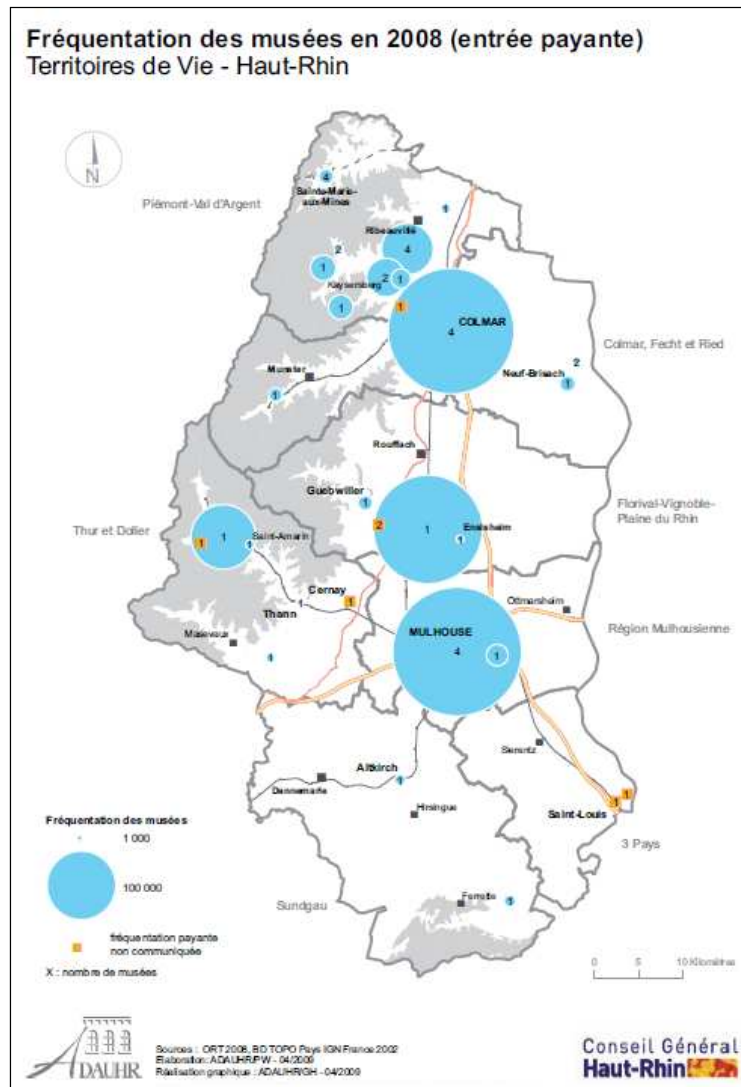 Fréquentation des musées en 2008 (entrée payante)
Territoires de Vie - Haut-Rhin
N
4
Sainte-Marie-
aux-Mines
Piémont-Val d'Argent
1
Ribeauvillé
2
4
1
2
1
Kaysersberg
1
1
COLMAR
4
Colmar, Fecht et Ried
Munster
2
Neuf-Brisach
1
1
Rouffach
Guebwiller
1
Florival-Vignoble-
Plaine du Rhin
1
2
1
Ensisheim
1
Thur et Doller
1
1
1
Saint-Amarin
Cernay
1
1
Thann
Ottmarsheim
Région Mulhousienne
MULHOUSE
4
1
Masevaux
1
Sierentz
Altkirch
1
Dannemarie
Hirsingue
1
1
Saint-Louis
3 Pays
Fréquentation des musées
1 000
100 000
Sundgau
Ferrette
1
fréquentation payante
non communiquée
X : nombre de musées
0 5 10 Kilomètres
ADAUHR
Sources : ORT 2008, BD TOPO Pays IGN France 2002
Elaboration: ADAUHR/PW - 04/2009
Réalisation graphique : ADAUHR/GH - 04/2009
Conseil Général
Haut-Rhin